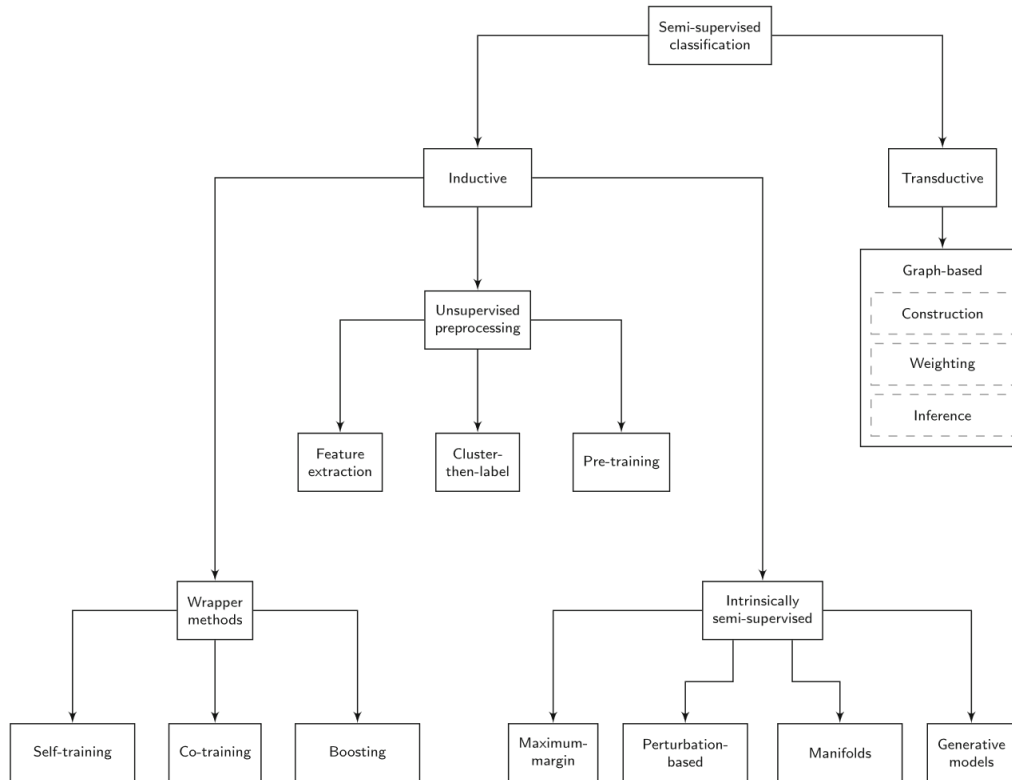 Semi-supervised
classification
Inductive
Transductive
Graph-based
Construction
Weighting
Inference
Unsupervised
preprocessing
Feature
extraction
Cluster-
then-label
Pre-training
Wrapper
methods
Intrinsically
semi-supervised
Self-training
Co-training
Boosting
Maximum-
margin
Perturbation-
based
Manifolds
Generative
models